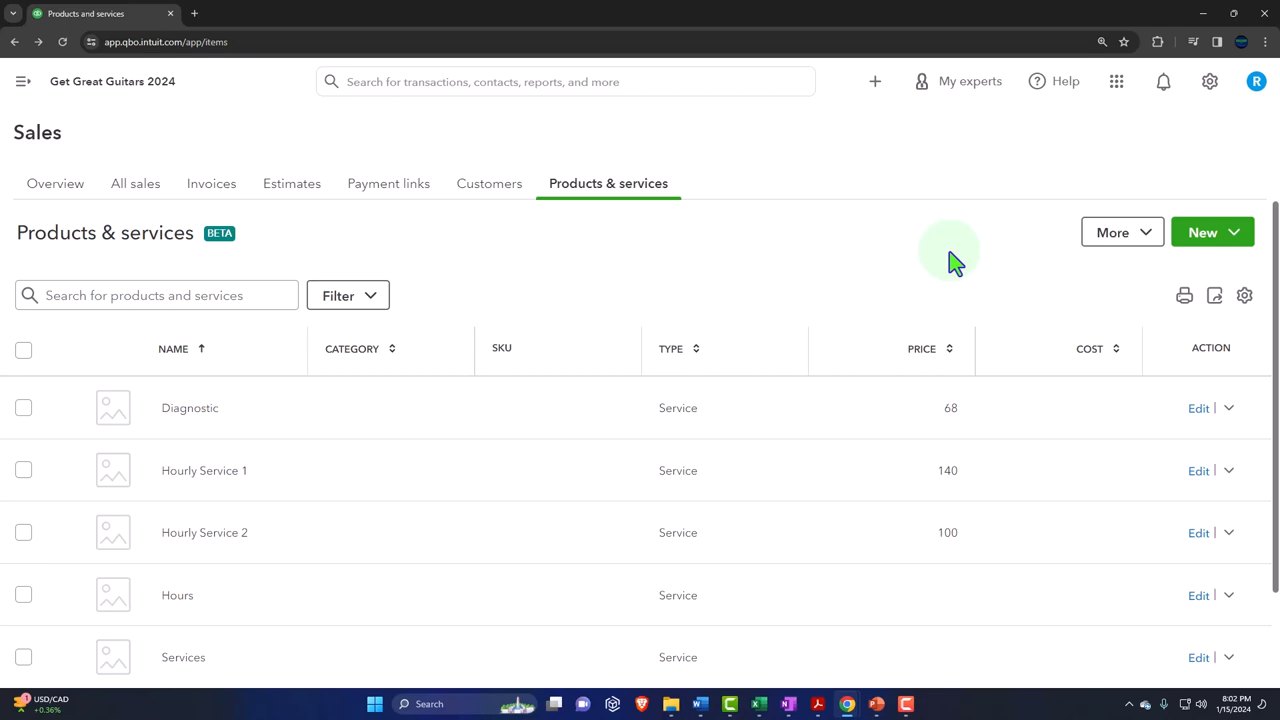 Products and services
app.qbo.intuit.com/app/items
Get Great Guitars 2024
Search for transactions, contacts, reports, and more
My experts
Help
R
Sales
Overview
All sales
Invoices
Estimates
Payment links
Customers
Products & services
Products & services BETA
More
New
Search for products and services
Filter
NAME
CATEGORY
SKU
TYPE
PRICE
COST
ACTION
Diagnostic Service 68 Edit
Hourly Service 1 Service 140 Edit
Hourly Service 2 Service 100 Edit
Hours Service Edit
Services Service Edit
USD/CAD
+0.36%
Search
8:02 PM
1/15/2024